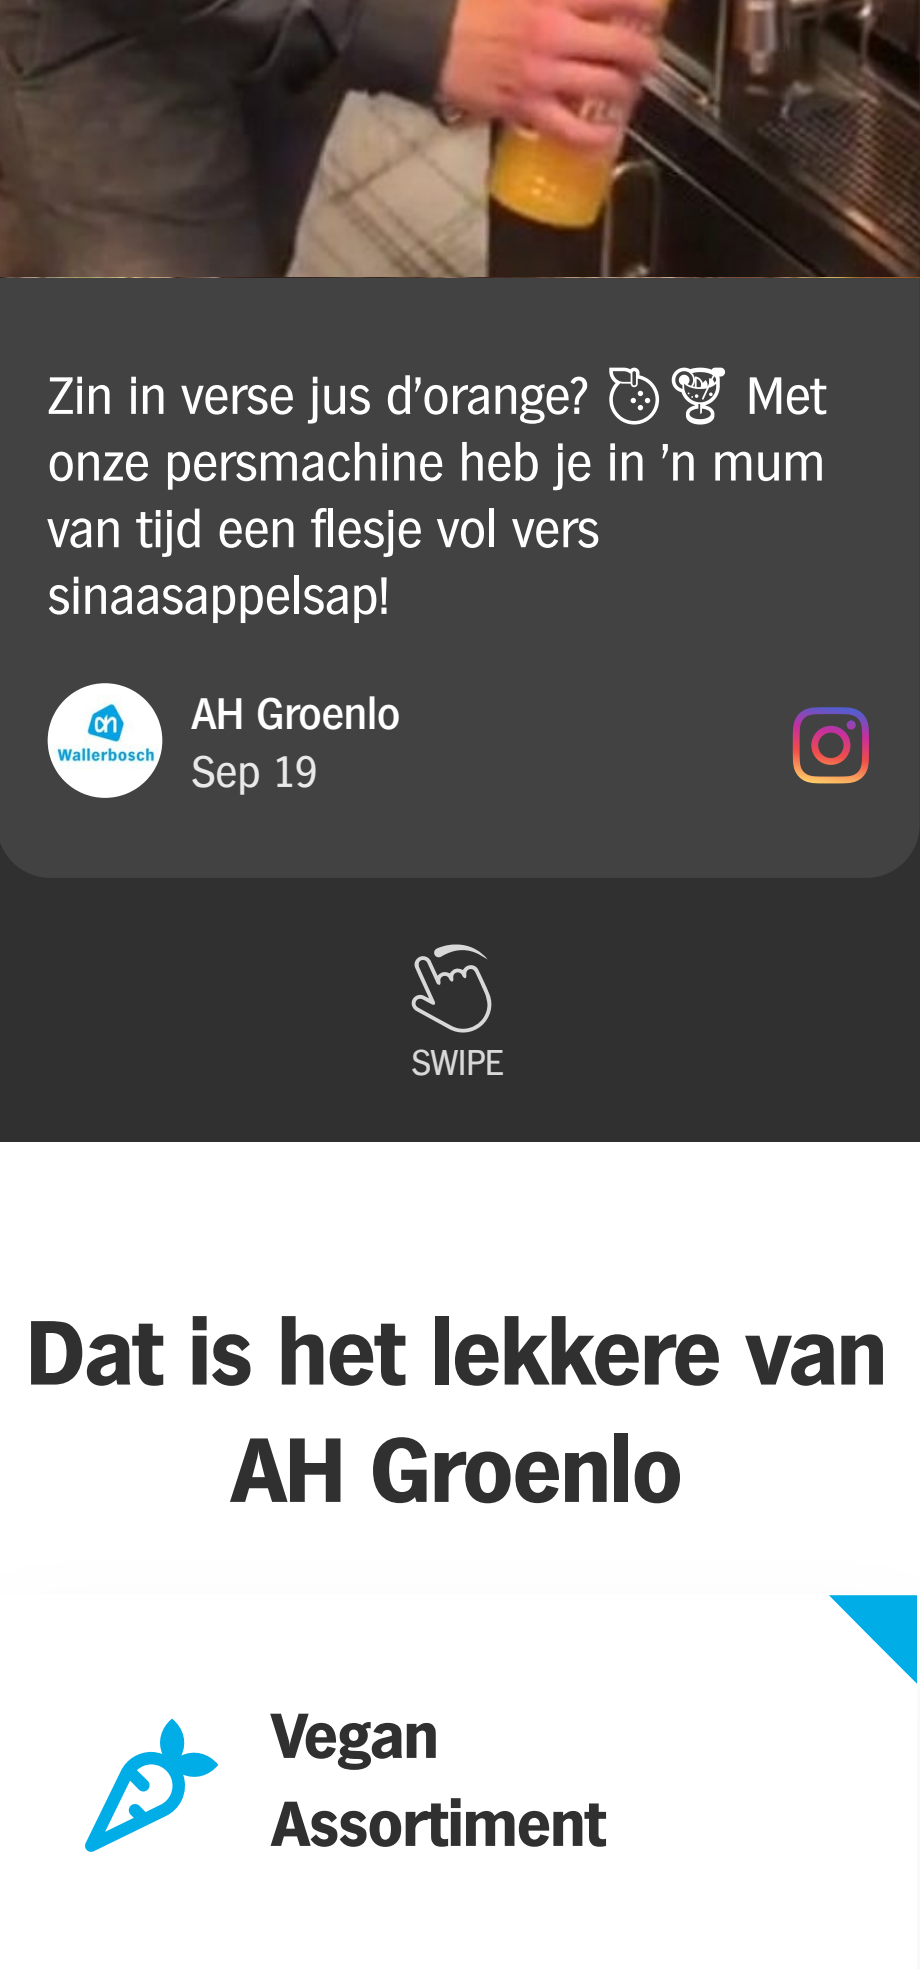 Zin in verse jus d'orange? 🍊🍹 Met
onze persmachine heb je in 'n mum
van tijd een flesje vol vers
sinaasappelsap!
Wallerbosch
AH Groenlo
Sep 19
SWIPE
Dat is het lekkere van
AH Groenlo
Vegan
Assortiment